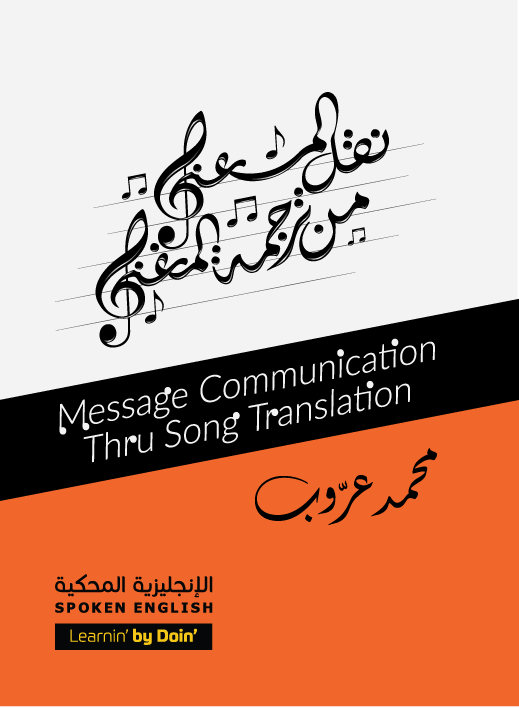 نقل المعنى
من ترجمة المغنى
Message Communication
Thru Song Translation
محمد عرّوب
الإنجليزية المحكية
SPOKEN ENGLISH
Learnin' by Doin'